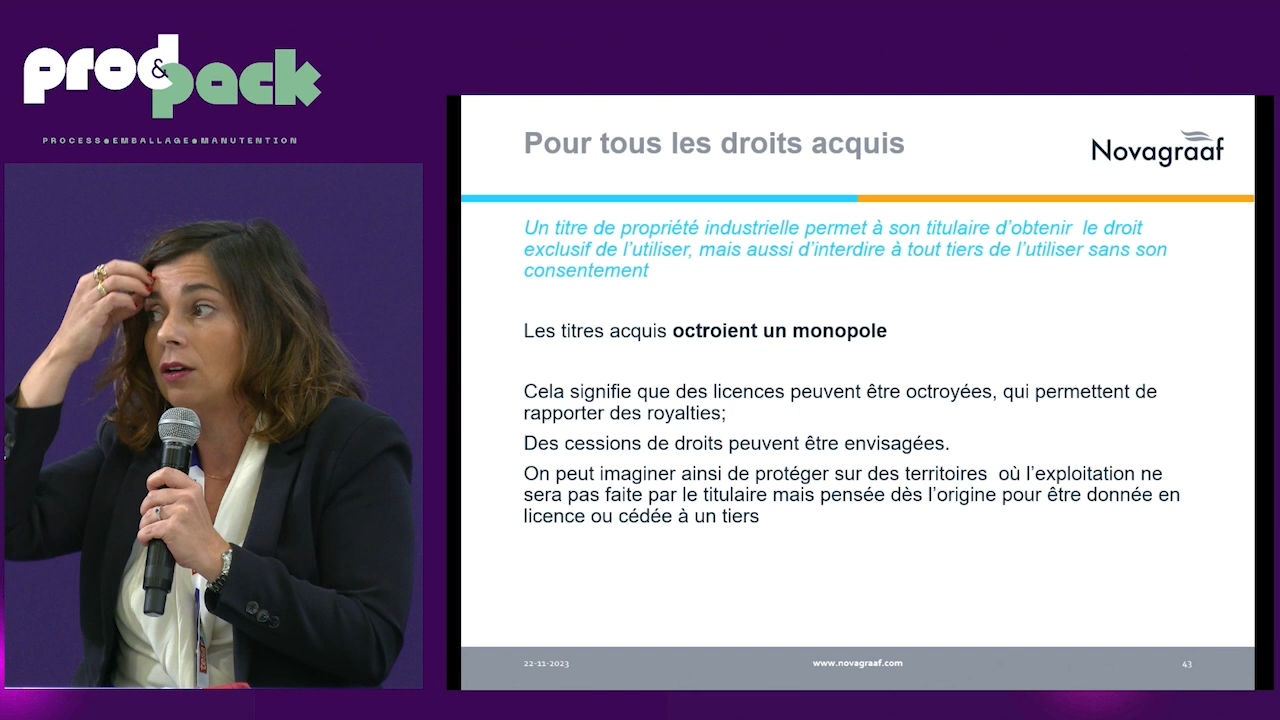 prod&pack
PROCESS●EMBALLAGE●MANUTENTION
Pour tous les droits acquis
Novagraaf
Un titre de propriété industrielle permet à son titulaire d'obtenir  le droit
exclusif de l'utiliser, mais aussi d'interdire à tout tiers de l'utiliser sans son
consentement
Les titres acquis octroient un monopole
Cela signifie que des licences peuvent être octroyées, qui permettent de
rapporter des royalties;
Des cessions de droits peuvent être envisagées.
On peut imaginer ainsi de protéger sur des territoires  où l'exploitation ne
sera pas faite par le titulaire mais pensée dès l'origine pour être donnée en
licence ou cédée à un tiers
22-11-2023
www.novagraaf.com
43